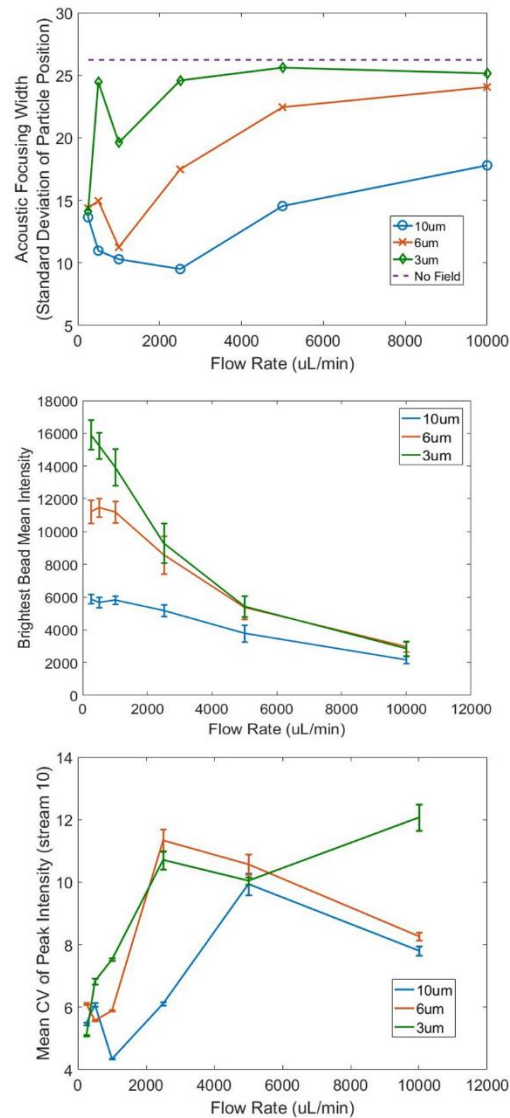 30
25
20
15
10
5
0
2000
4000
6000
8000
10000
Acoustic Focusing Width
(Standard Deviation of Particle Position)
Flow Rate (uL/min)
10um
6um
3um
No Field
18000
16000
14000
12000
10000
8000
6000
4000
2000
0
0
2000
4000
6000
8000
10000
12000
Brightest Bead Mean Intensity
Flow Rate (uL/min)
10um
6um
3um
14
12
10
8
6
4
0
2000
4000
6000
8000
10000
12000
Mean CV of Peak Intensity (stream 10)
Flow Rate (uL/min)
10um
6um
3um